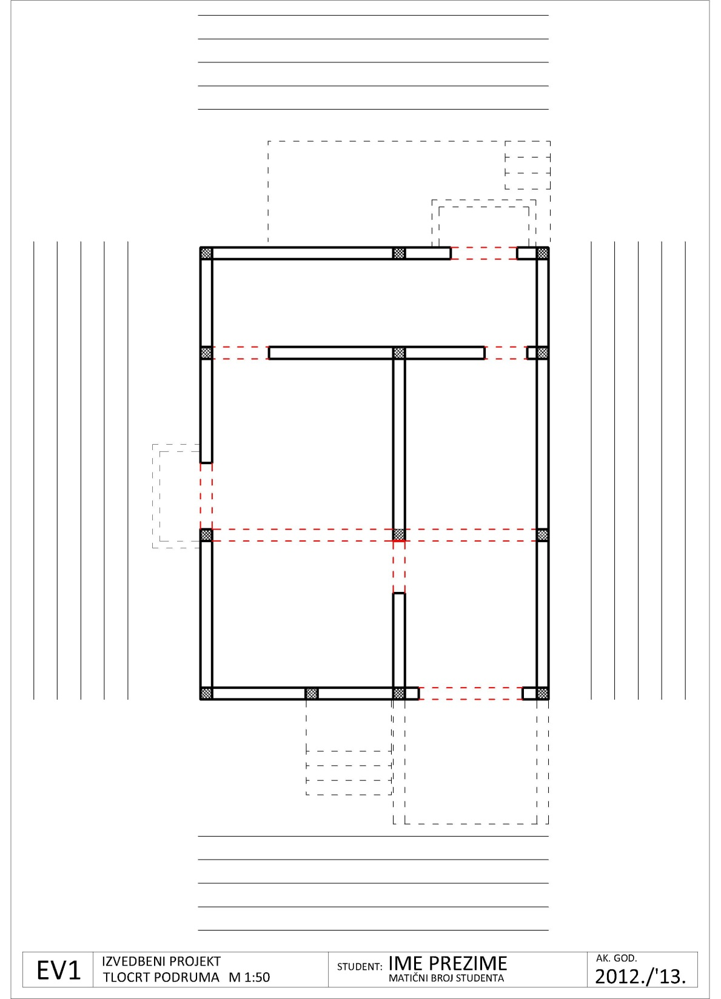 EV1
IZVEDBENI PROJEKT
TLOCRT PODRUMA M 1:50
STUDENT: IME PREZIME
MATIČNI BROJ STUDENTA
AK. GOD.
2012./'13.